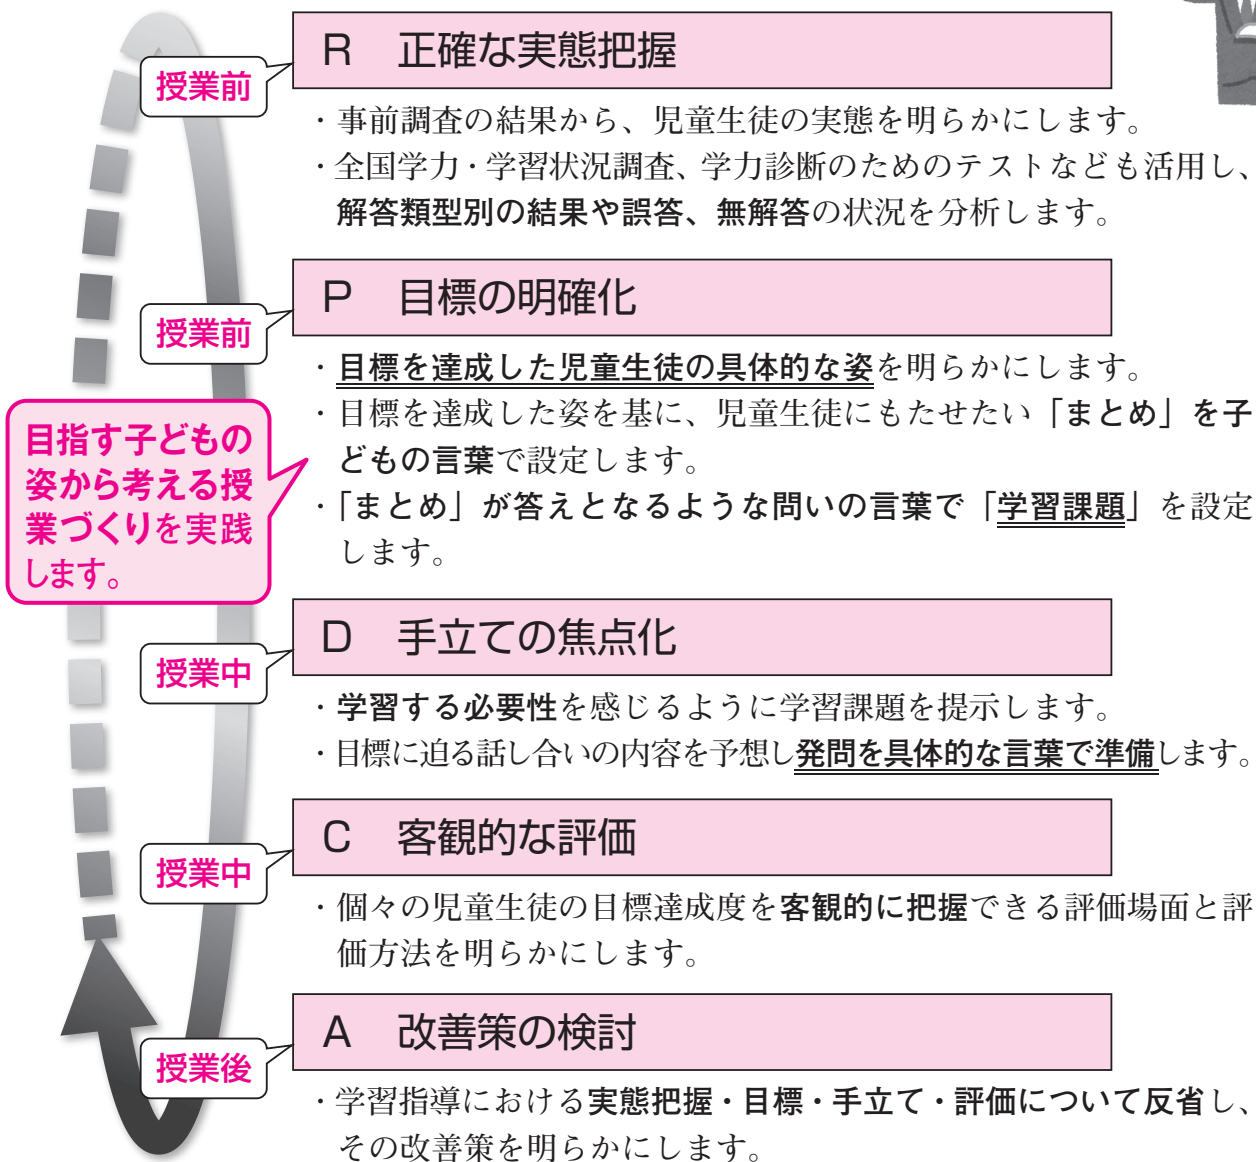 授業前
R 正確な実態把握
・事前調査の結果から、児童生徒の実態を明らかにします。
・全国学力・学習状況調査、学力診断のためのテストなども活用し、
解答類型別の結果や誤答、無解答の状況を分析します。
授業前
P 目標の明確化
・目標を達成した児童生徒の具体的な姿を明らかにします。
・目標を達成した姿を基に、児童生徒にもたせたい「まとめ」を子
どもの言葉で設定します。
・「まとめ」が答えとなるような問いの言葉で「学習課題」を設定
します。
目指す子どもの
姿から考える授
業づくりを実践
します。
授業中
D 手立ての焦点化
・学習する必要性を感じるように学習課題を提示します。
・目標に迫る話し合いの内容を予想し発問を具体的な言葉で準備します。
授業中
C 客観的な評価
・個々の児童生徒の目標達成度を客観的に把握できる評価場面と評
価方法を明らかにします。
授業後
A 改善策の検討
・学習指導における実態把握・目標・手立て・評価について反省し、
その改善策を明らかにします。